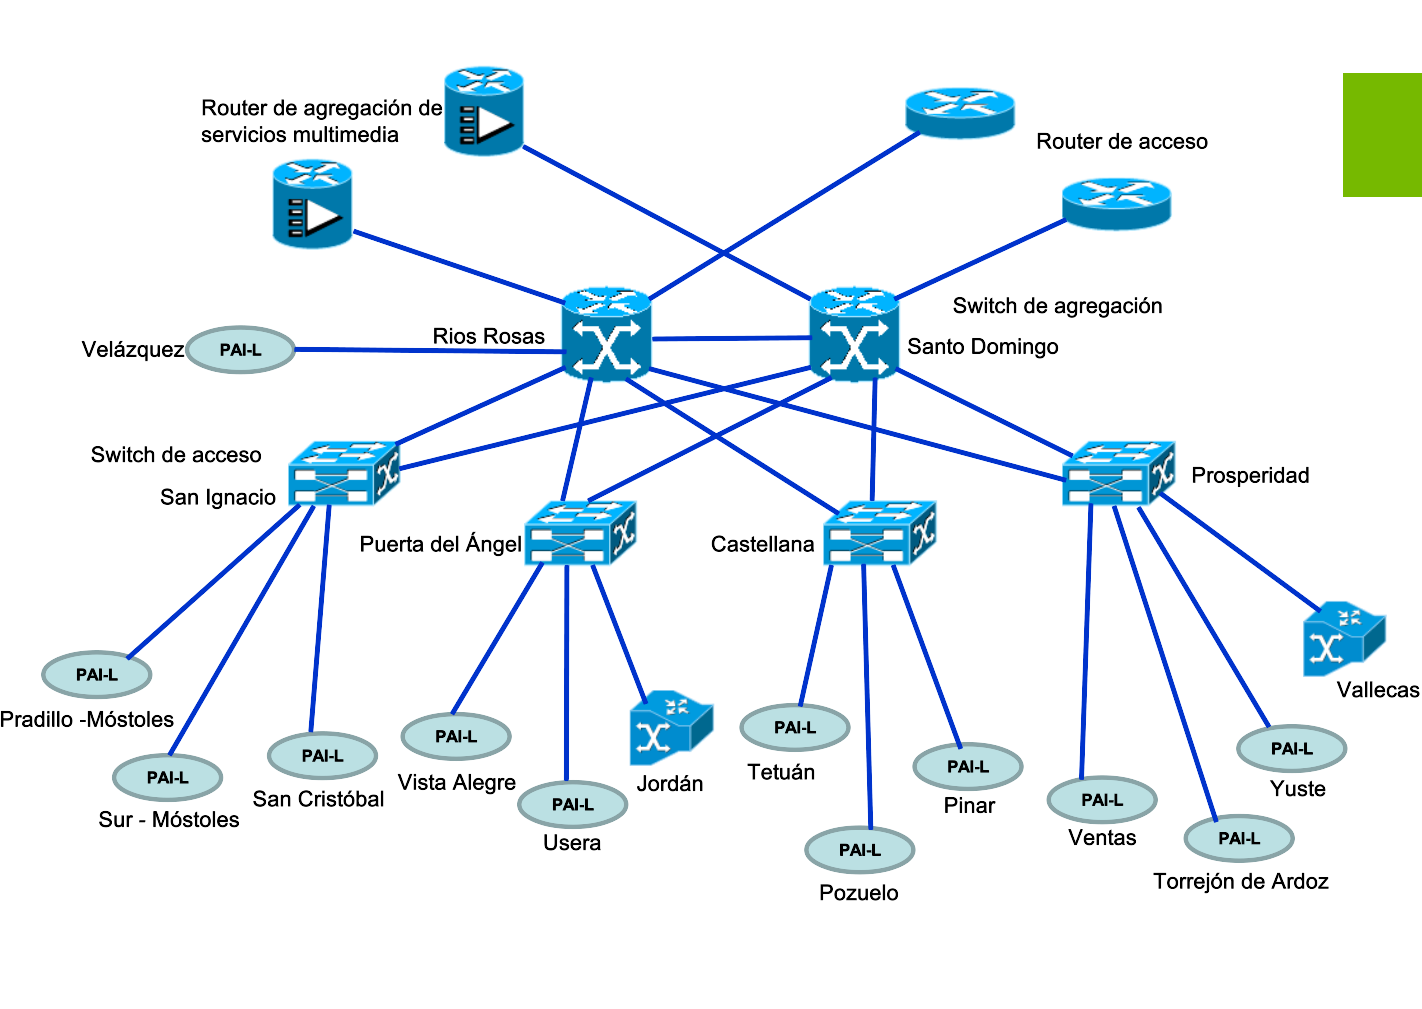 Router de agregación de
servicios multimedia
Router de acceso
Switch de agregación
Rios Rosas
Santo Domingo
Velázquez
PAI-L
Switch de acceso
San Ignacio
Puerta del Ángel
Castellana
Prosperidad
PAI-L
Pradillo -Móstoles
PAI-L
Sur - Móstoles
PAI-L
San Cristóbal
PAI-L
Vista Alegre
PAI-L
Usera
Jordán
PAI-L
Tetuán
PAI-L
Pozuelo
PAI-L
Pinar
PAI-L
Ventas
PAI-L
Torrejón de Ardoz
PAI-L
Yuste
Vallecas